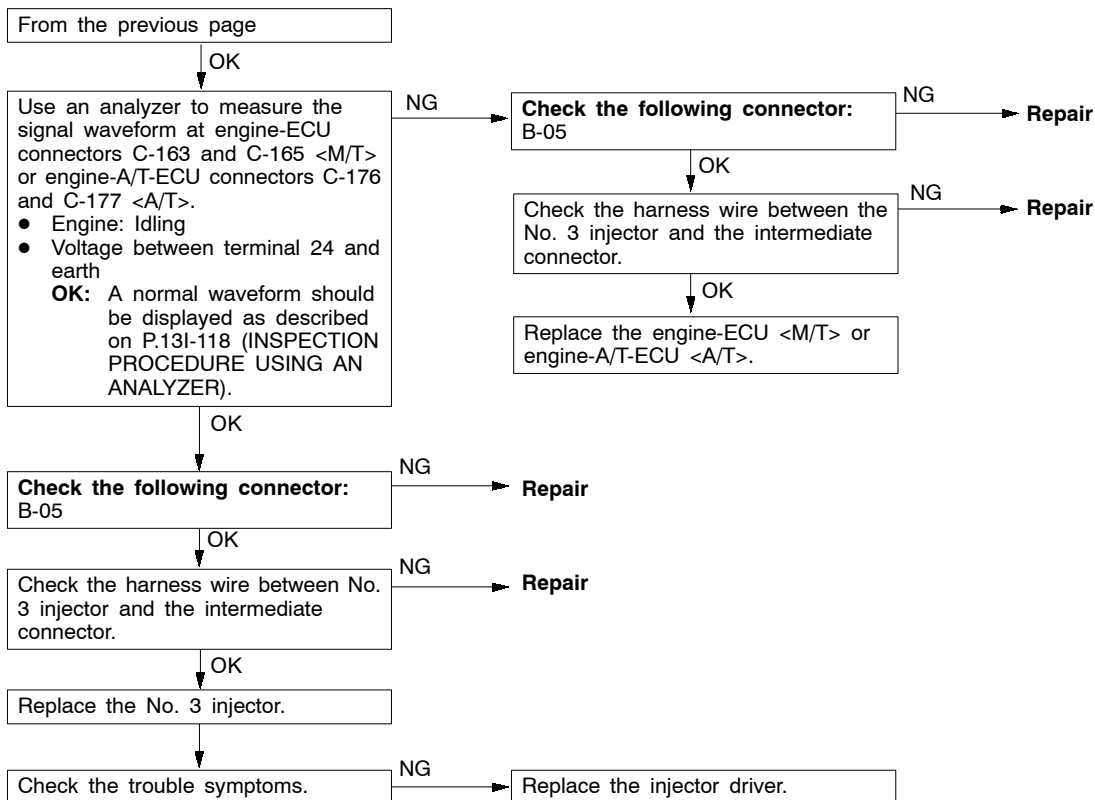 From the previous page
OK
Use an analyzer to measure the
signal waveform at engine-ECU
connectors C-163 and C-165 <M/T>
or engine-A/T-ECU connectors C-176
and C-177 <A/T>.
● Engine: Idling
● Voltage between terminal 24 and
earth
OK: A normal waveform should
be displayed as described
on P.13I-118 (INSPECTION
PROCEDURE USING AN
ANALYZER).
NG
Check the following connector:
B-05
NG
Repair
OK
Check the harness wire between the
No. 3 injector and the intermediate
connector.
NG
Repair
OK
Replace the engine-ECU <M/T> or
engine-A/T-ECU <A/T>.
OK
Check the following connector:
B-05
NG
Repair
OK
Check the harness wire between No.
3 injector and the intermediate
connector.
NG
Repair
OK
Replace the No. 3 injector.
Check the trouble symptoms.
NG
Replace the injector driver.